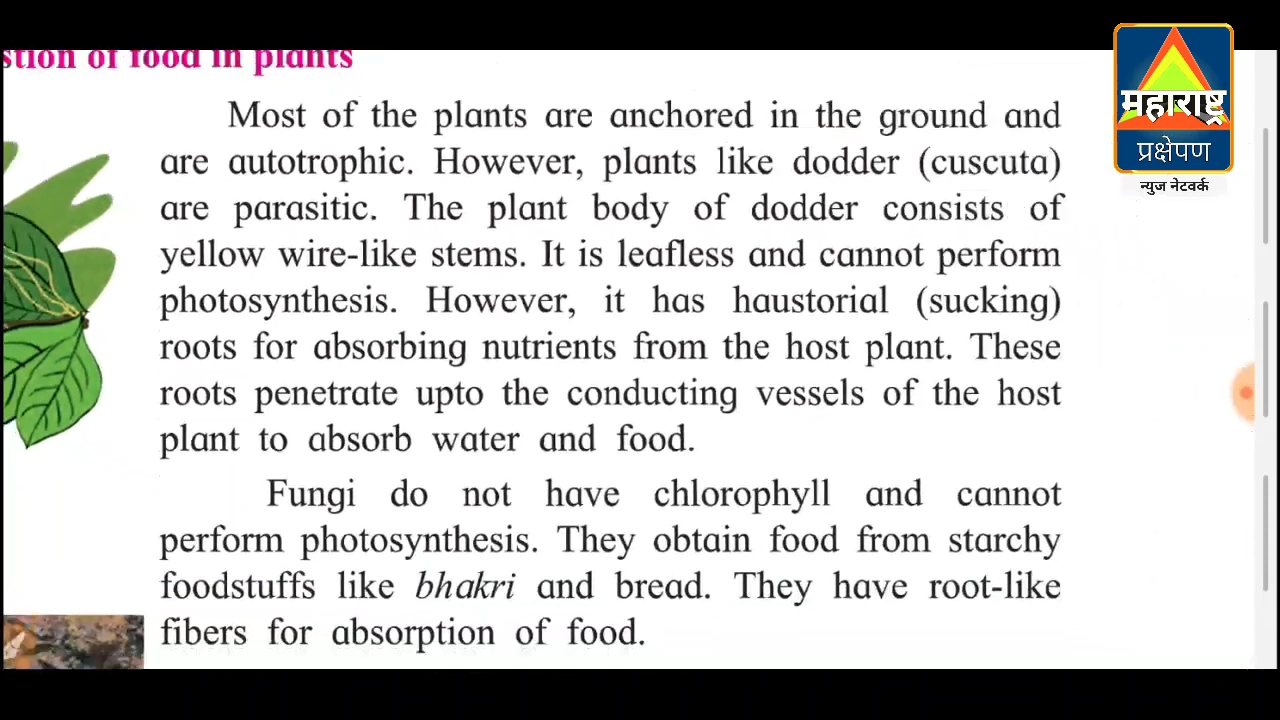 stion of food in plants
Most of the plants are anchored in the ground and
are autotrophic. However, plants like dodder (cuscuta)
are parasitic. The plant body of dodder consists of
yellow wire-like stems. It is leafless and cannot perform
photosynthesis. However, it has haustorial (sucking)
roots for absorbing nutrients from the host plant. These
roots penetrate upto the conducting vessels of the host
plant to absorb water and food.
Fungi do not have chlorophyll and cannot
perform photosynthesis. They obtain food from starchy
foodstuffs like bhakri and bread. They have root-like
fibers for absorption of food.
महाराष्ट्र
प्रक्षेपण
न्युज नेटवर्क